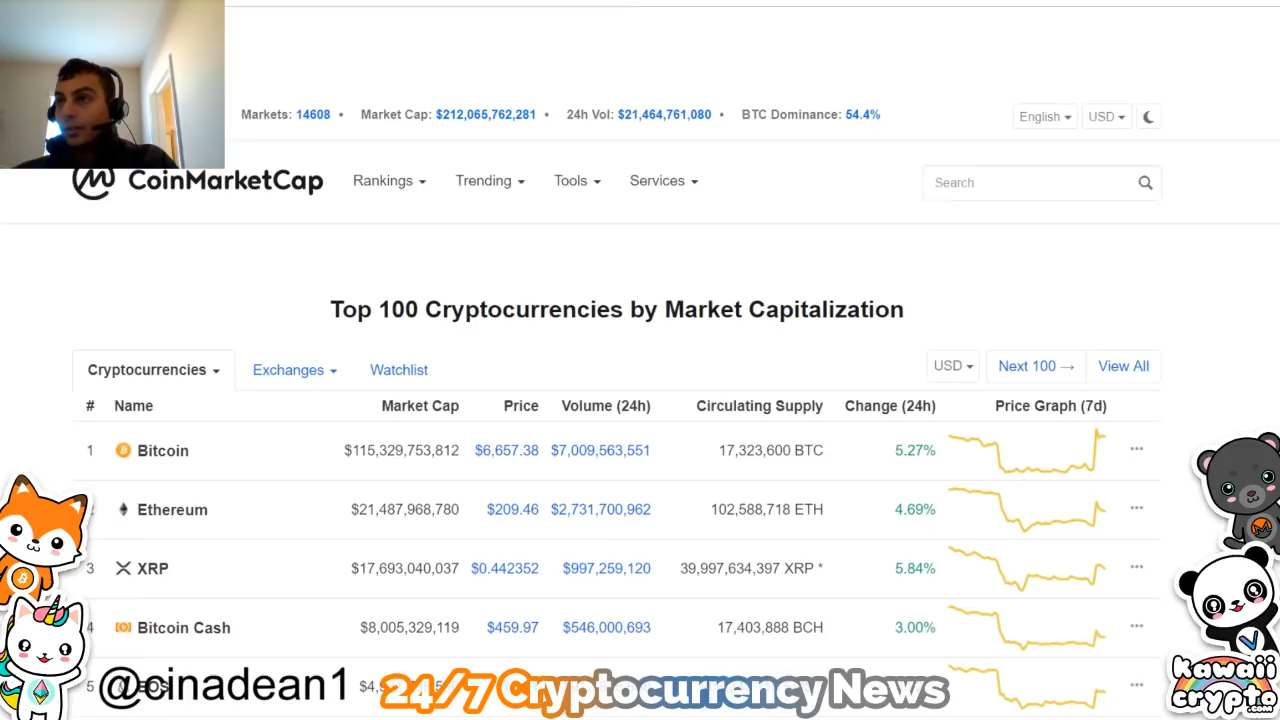 Markets: 14608 • Market Cap: $212,065,762,281 • 24h Vol: $21,464,761,080 • BTC Dominance: 54.4%
English USD
CoinMarketCap Rankings Trending Tools Services
Search
Top 100 Cryptocurrencies by Market Capitalization
Cryptocurrencies Exchanges Watchlist USD Next 100 → View All
# Name Market Cap Price Volume (24h) Circulating Supply Change (24h) Price Graph (7d)
1 Bitcoin $115,329,753,812 $6,657.38 $7,009,563,551 17,323,600 BTC 5.27%
Ethereum $21,487,968,780 $209.46 $2,731,700,962 102,588,718 ETH 4.69%
3 XRP $17,693,040,037 $0.442352 $997,259,120 39,997,634,397 XRP * 5.84%
4 Bitcoin Cash $8,005,329,119 $459.97 $546,000,693 17,403,888 BCH 3.00%
5 EOS
@sinadean1 24/7 Cryptocurrency News
kawaii
crypto
.com